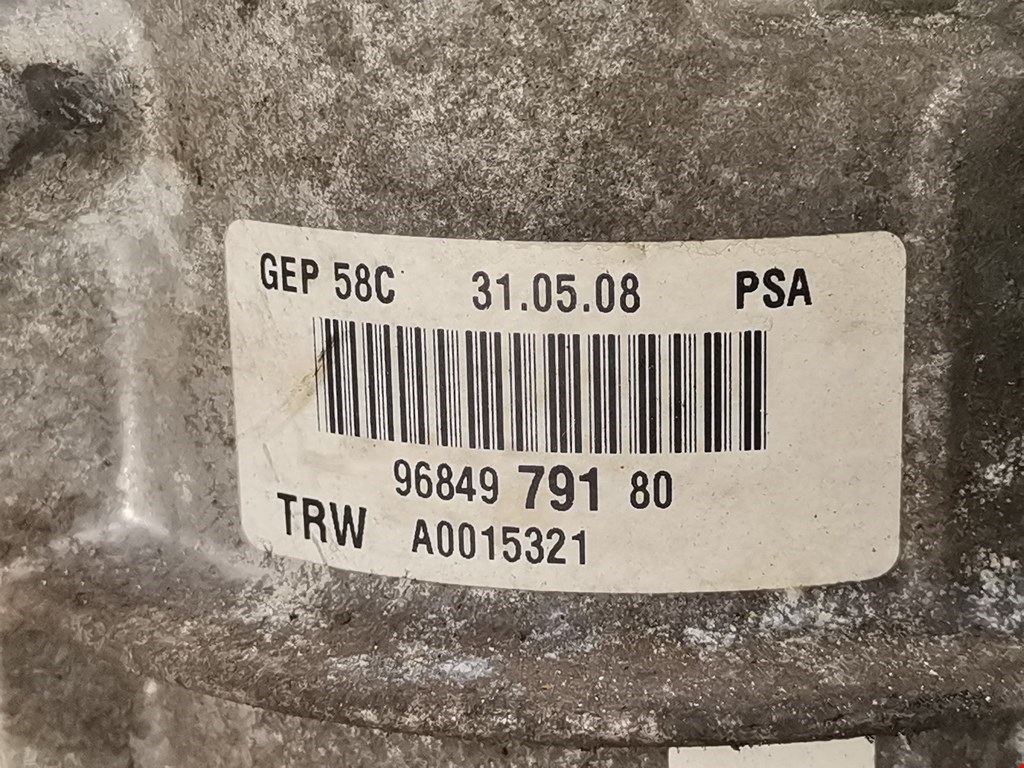 GEP 58C 31.05.08 PSA
96849 791 80
TRW A0015321